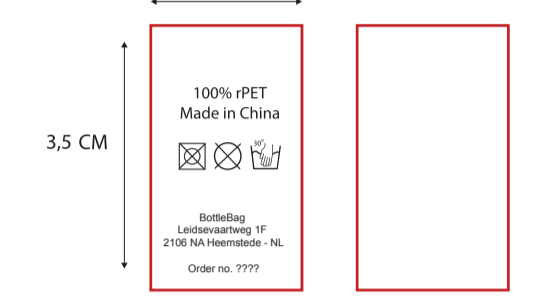 100% rPET
Made in China
3,5 CM
30°
BottleBag
Leidsevaartweg 1F
2106 NA Heemstede - NL
Order no. ????